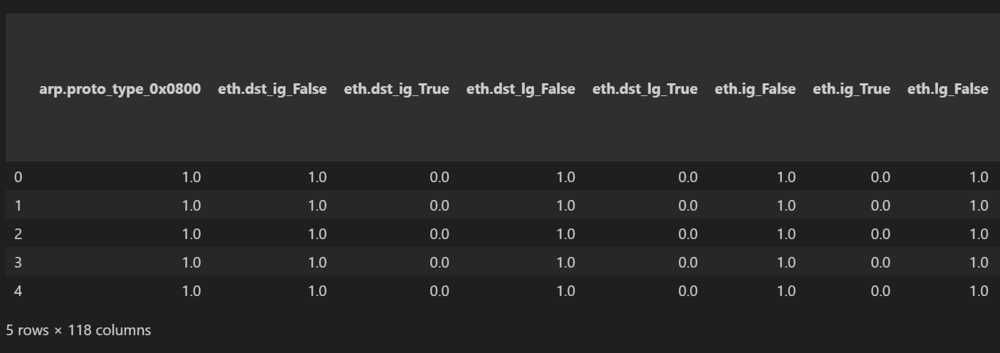 arp.proto_type_0x0800 eth.dst_ig_False eth.dst_ig_True eth.dst_lg_False eth.dst_lg_True eth.ig_False eth.ig_True eth.lg_False
0 1.0 1.0 0.0 1.0 0.0 1.0 0.0 1.0
1 1.0 1.0 0.0 1.0 0.0 1.0 0.0 1.0
2 1.0 1.0 0.0 1.0 0.0 1.0 0.0 1.0
3 1.0 1.0 0.0 1.0 0.0 1.0 0.0 1.0
4 1.0 1.0 0.0 1.0 0.0 1.0 0.0 1.0
5 rows × 118 columns